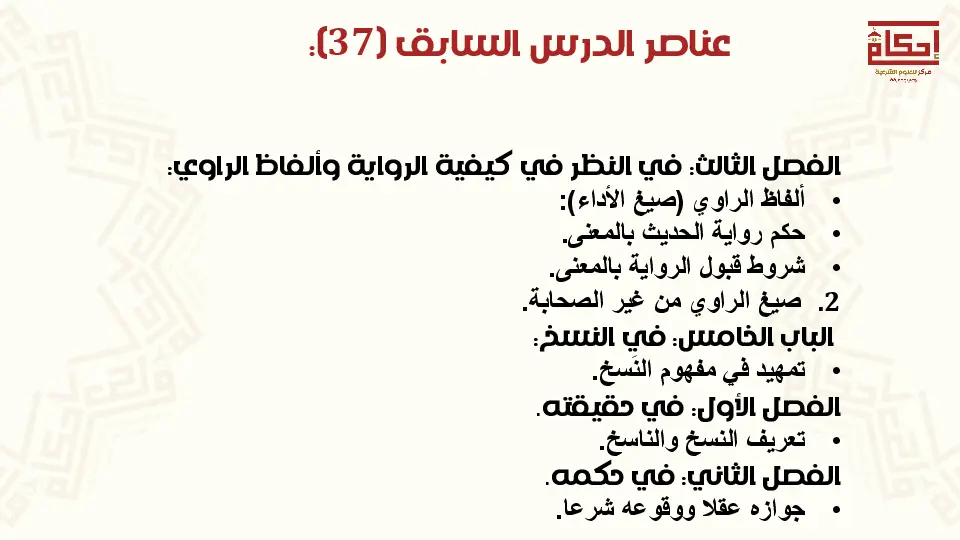 عناصر الدرس السابق (37):
إحكام
مركز للعلوم الشرعية
الفصل الثالث: في النظر في كيفية الرواية وألفاظ الراوي:
• ألفاظ الراوي (صيغ الأداء):
• حكم رواية الحديث بالمعنى.
• شروط قبول الرواية بالمعنى.
2. صيغ الراوي من غير الصحابة.
الباب الخامس: في النسخ:
• تمهيد في مفهوم النَسخ.
الفصل الأول: في حقيقته.
• تعريف النسخ والناسخ.
الفصل الثاني: في حكمه.
• جوازه عقلا ووقوعه شرعا.